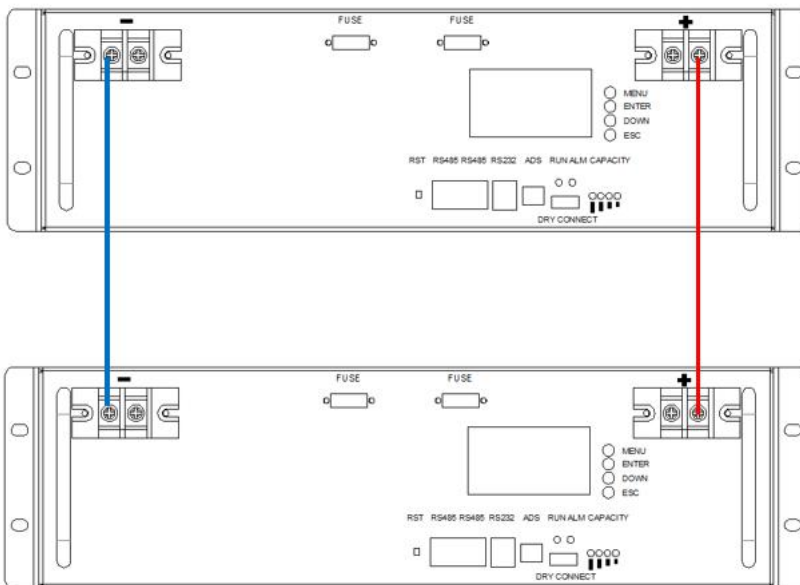 − +
FUSE FUSE
MENU
ENTER
DOWN
ESC
RST RS485 RS485 RS232 ADS RUN ALM CAPACITY
DRY CONNECT
− +
FUSE FUSE
MENU
ENTER
DOWN
ESC
RST RS485 RS485 RS232 ADS RUN ALM CAPACITY
DRY CONNECT